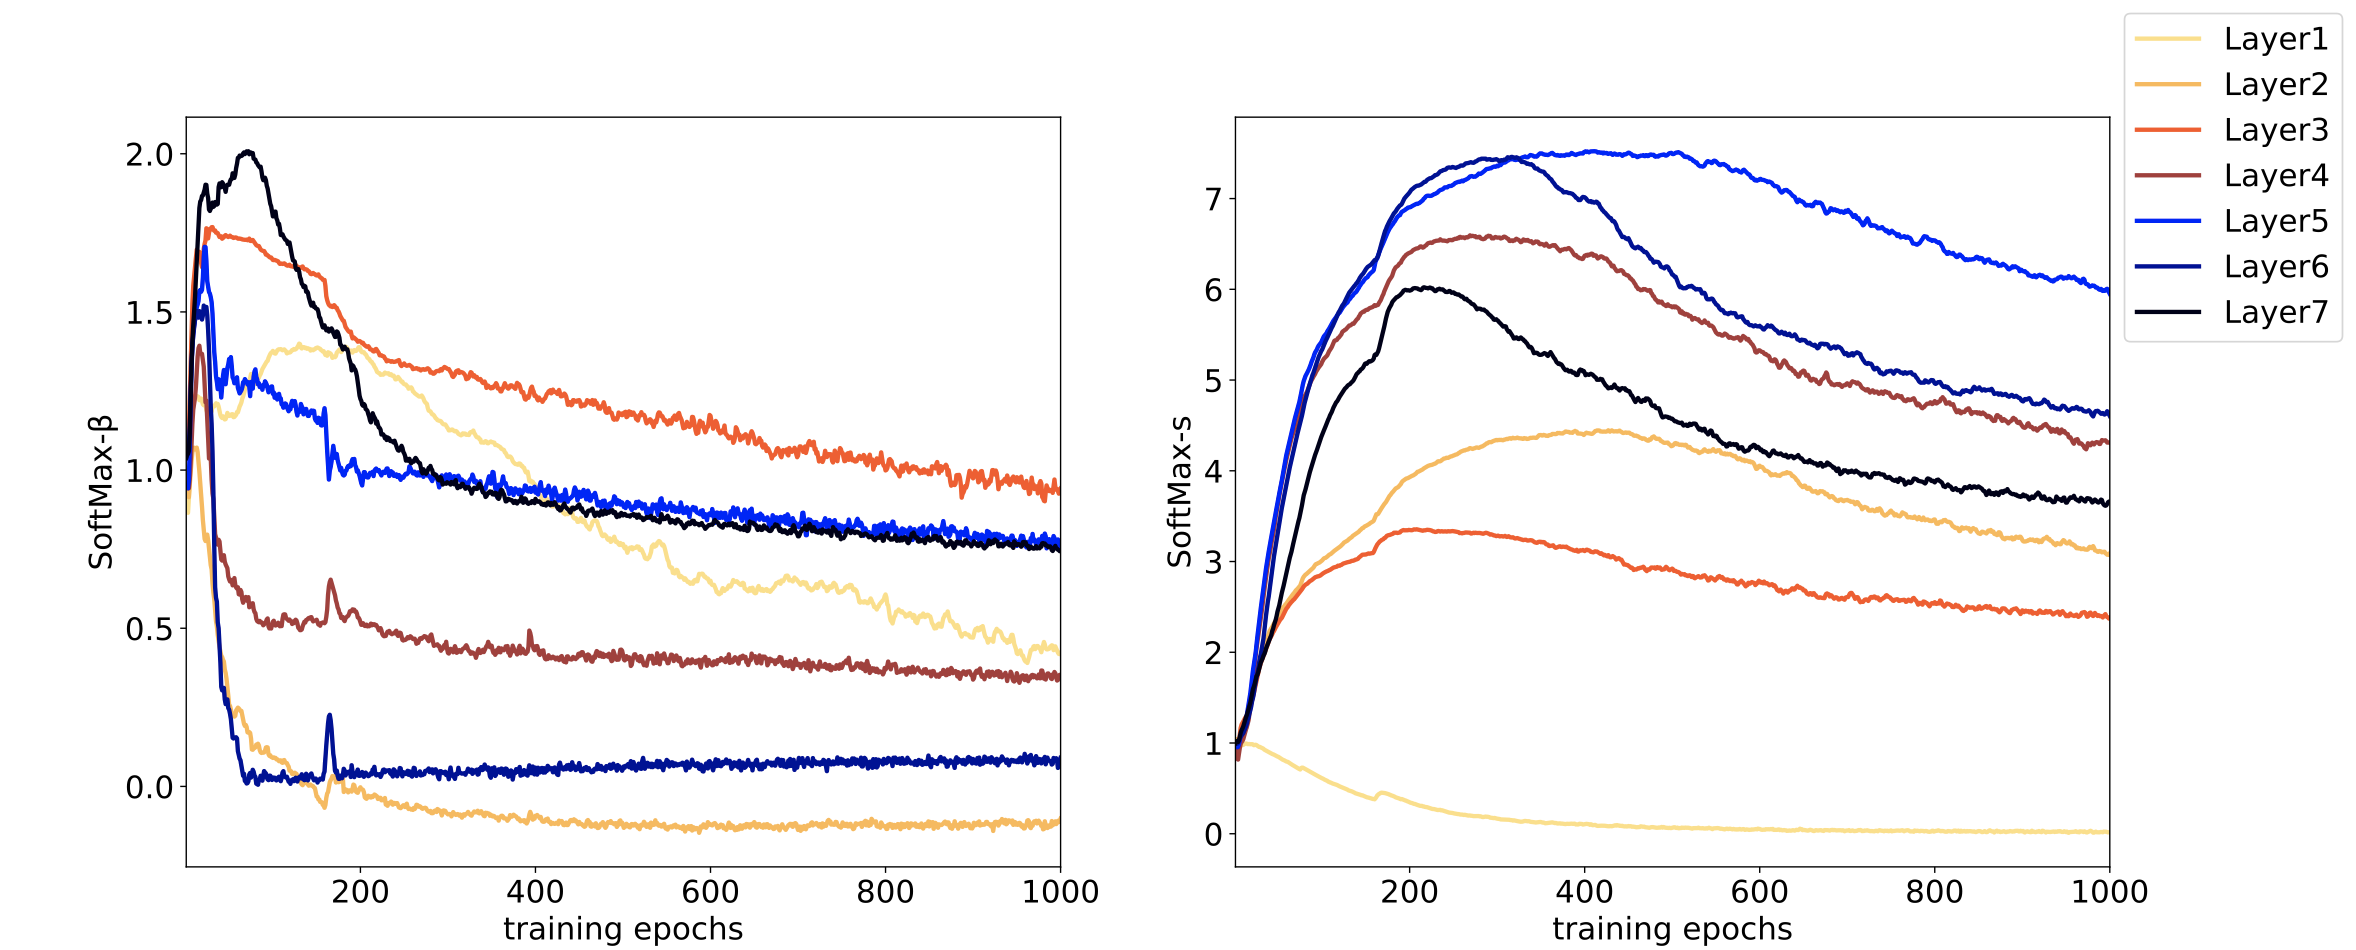 SoftMax-β
2.0
1.5
1.0
0.5
0.0
200 400 600 800 1000
training epochs
SoftMax-s
7
6
5
4
3
2
1
0
200 400 600 800 1000
training epochs
Layer1
Layer2
Layer3
Layer4
Layer5
Layer6
Layer7